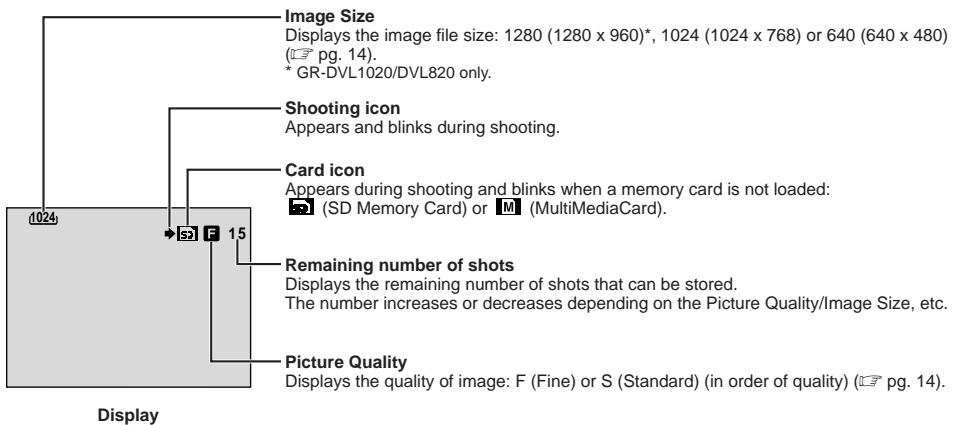 Image Size
Displays the image file size: 1280 (1280 x 960)*, 1024 (1024 x 768) or 640 (640 x 480)
(☞ pg. 14).
* GR-DVL1020/DVL820 only.
Shooting icon
Appears and blinks during shooting.
Card icon
Appears during shooting and blinks when a memory card is not loaded:
SD (SD Memory Card) or M (MultiMediaCard).
1024
SD F 15
Remaining number of shots
Displays the remaining number of shots that can be stored.
The number increases or decreases depending on the Picture Quality/Image Size, etc.
Picture Quality
Displays the quality of image: F (Fine) or S (Standard) (in order of quality) (☞ pg. 14).
Display